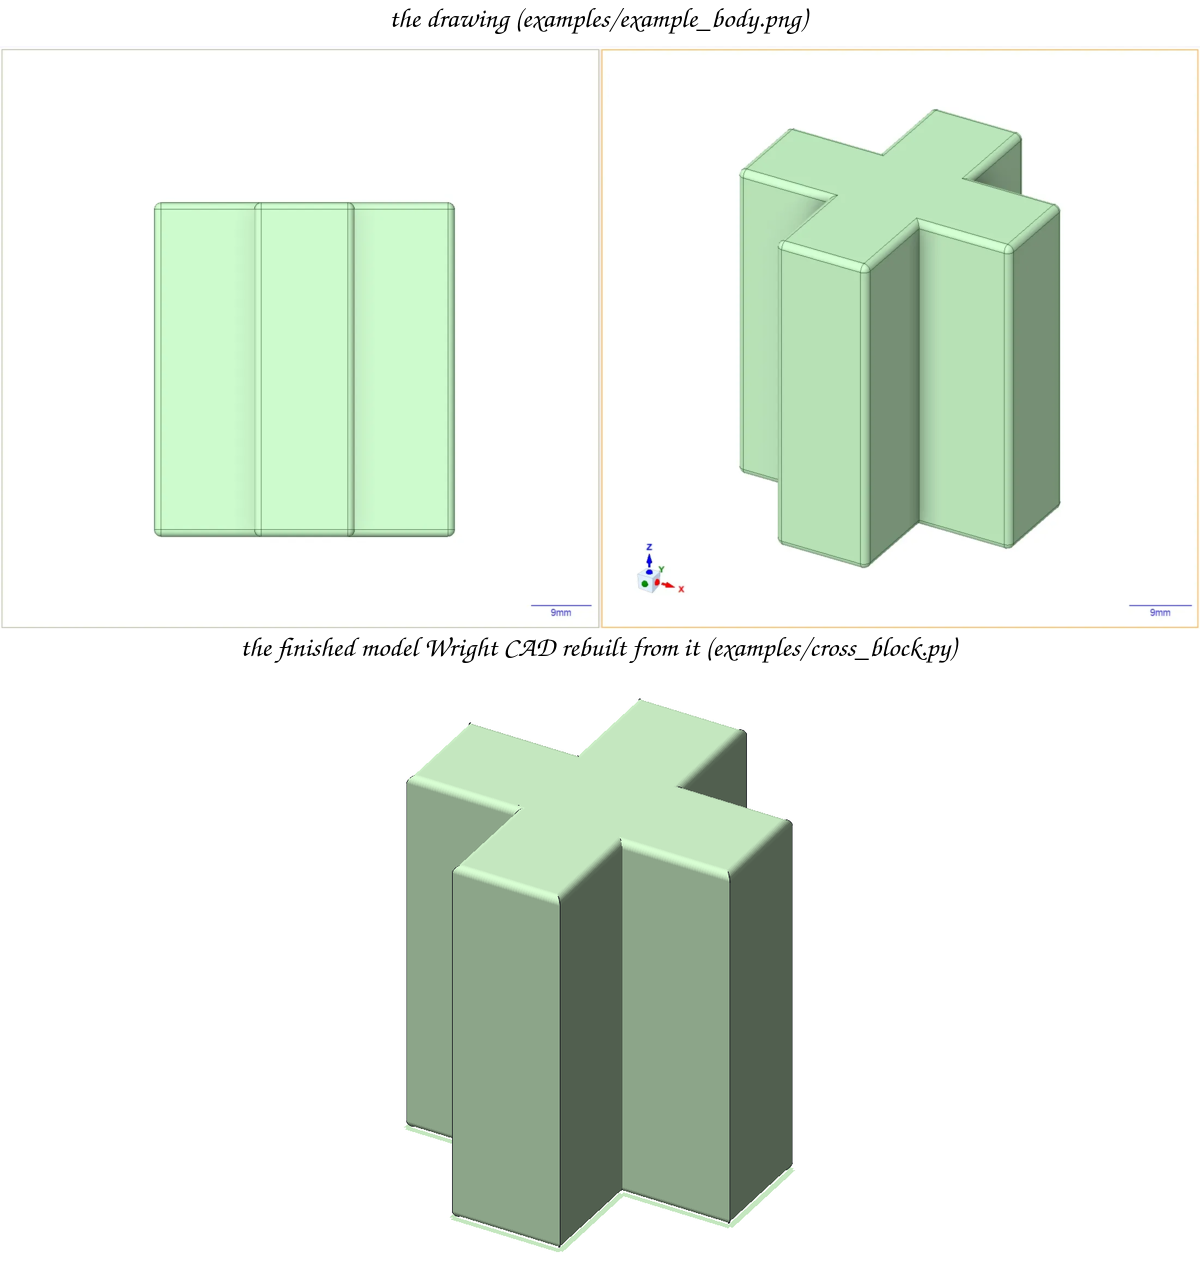 the drawing (examples/example_body.png)
9mm
Z
Y
X
9mm
the finished model Wright CAD rebuilt from it (examples/cross_block.py)